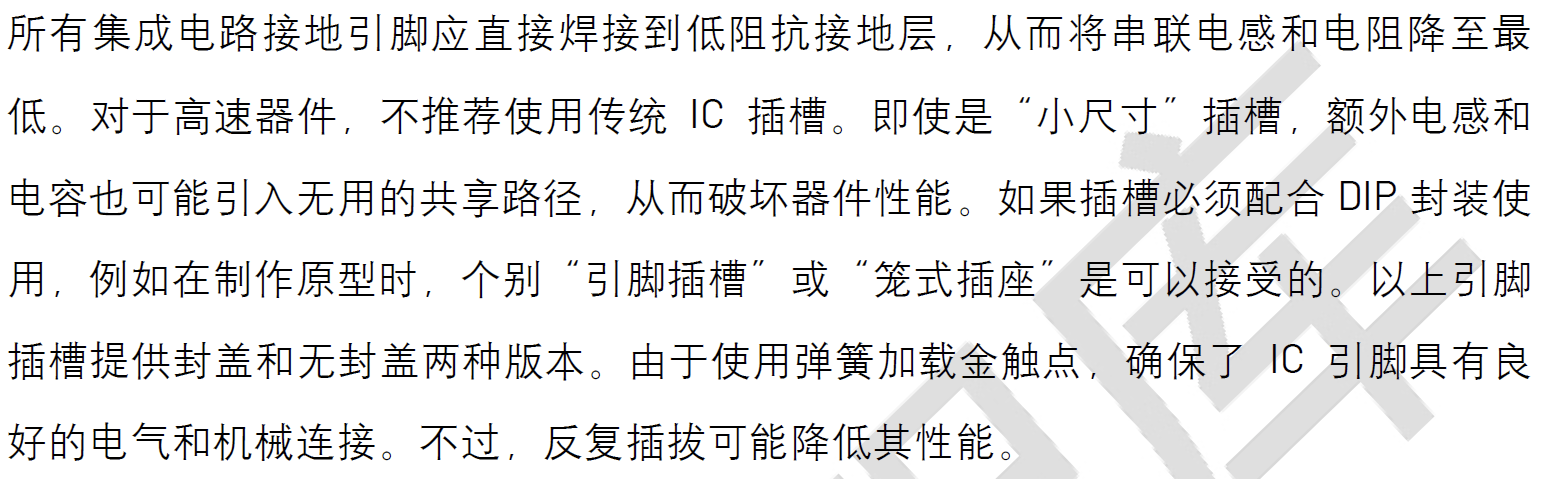 所有集成电路接地引脚应直接焊接到低阻抗接地层，从而将串联电感和电阻降至最
低。对于高速器件，不推荐使用传统 IC 插槽。即使是“小尺寸”插槽，额外电感和
电容也可能引入无用的共享路径，从而破坏器件性能。如果插槽必须配合 DIP 封装使
用，例如在制作原型时，个别“引脚插槽”或“笼式插座”是可以接受的。以上引脚
插槽提供封盖和无封盖两种版本。由于使用弹簧加载金触点，确保了 IC 引脚具有良
好的电气和机械连接。不过，反复插拔可能降低其性能。